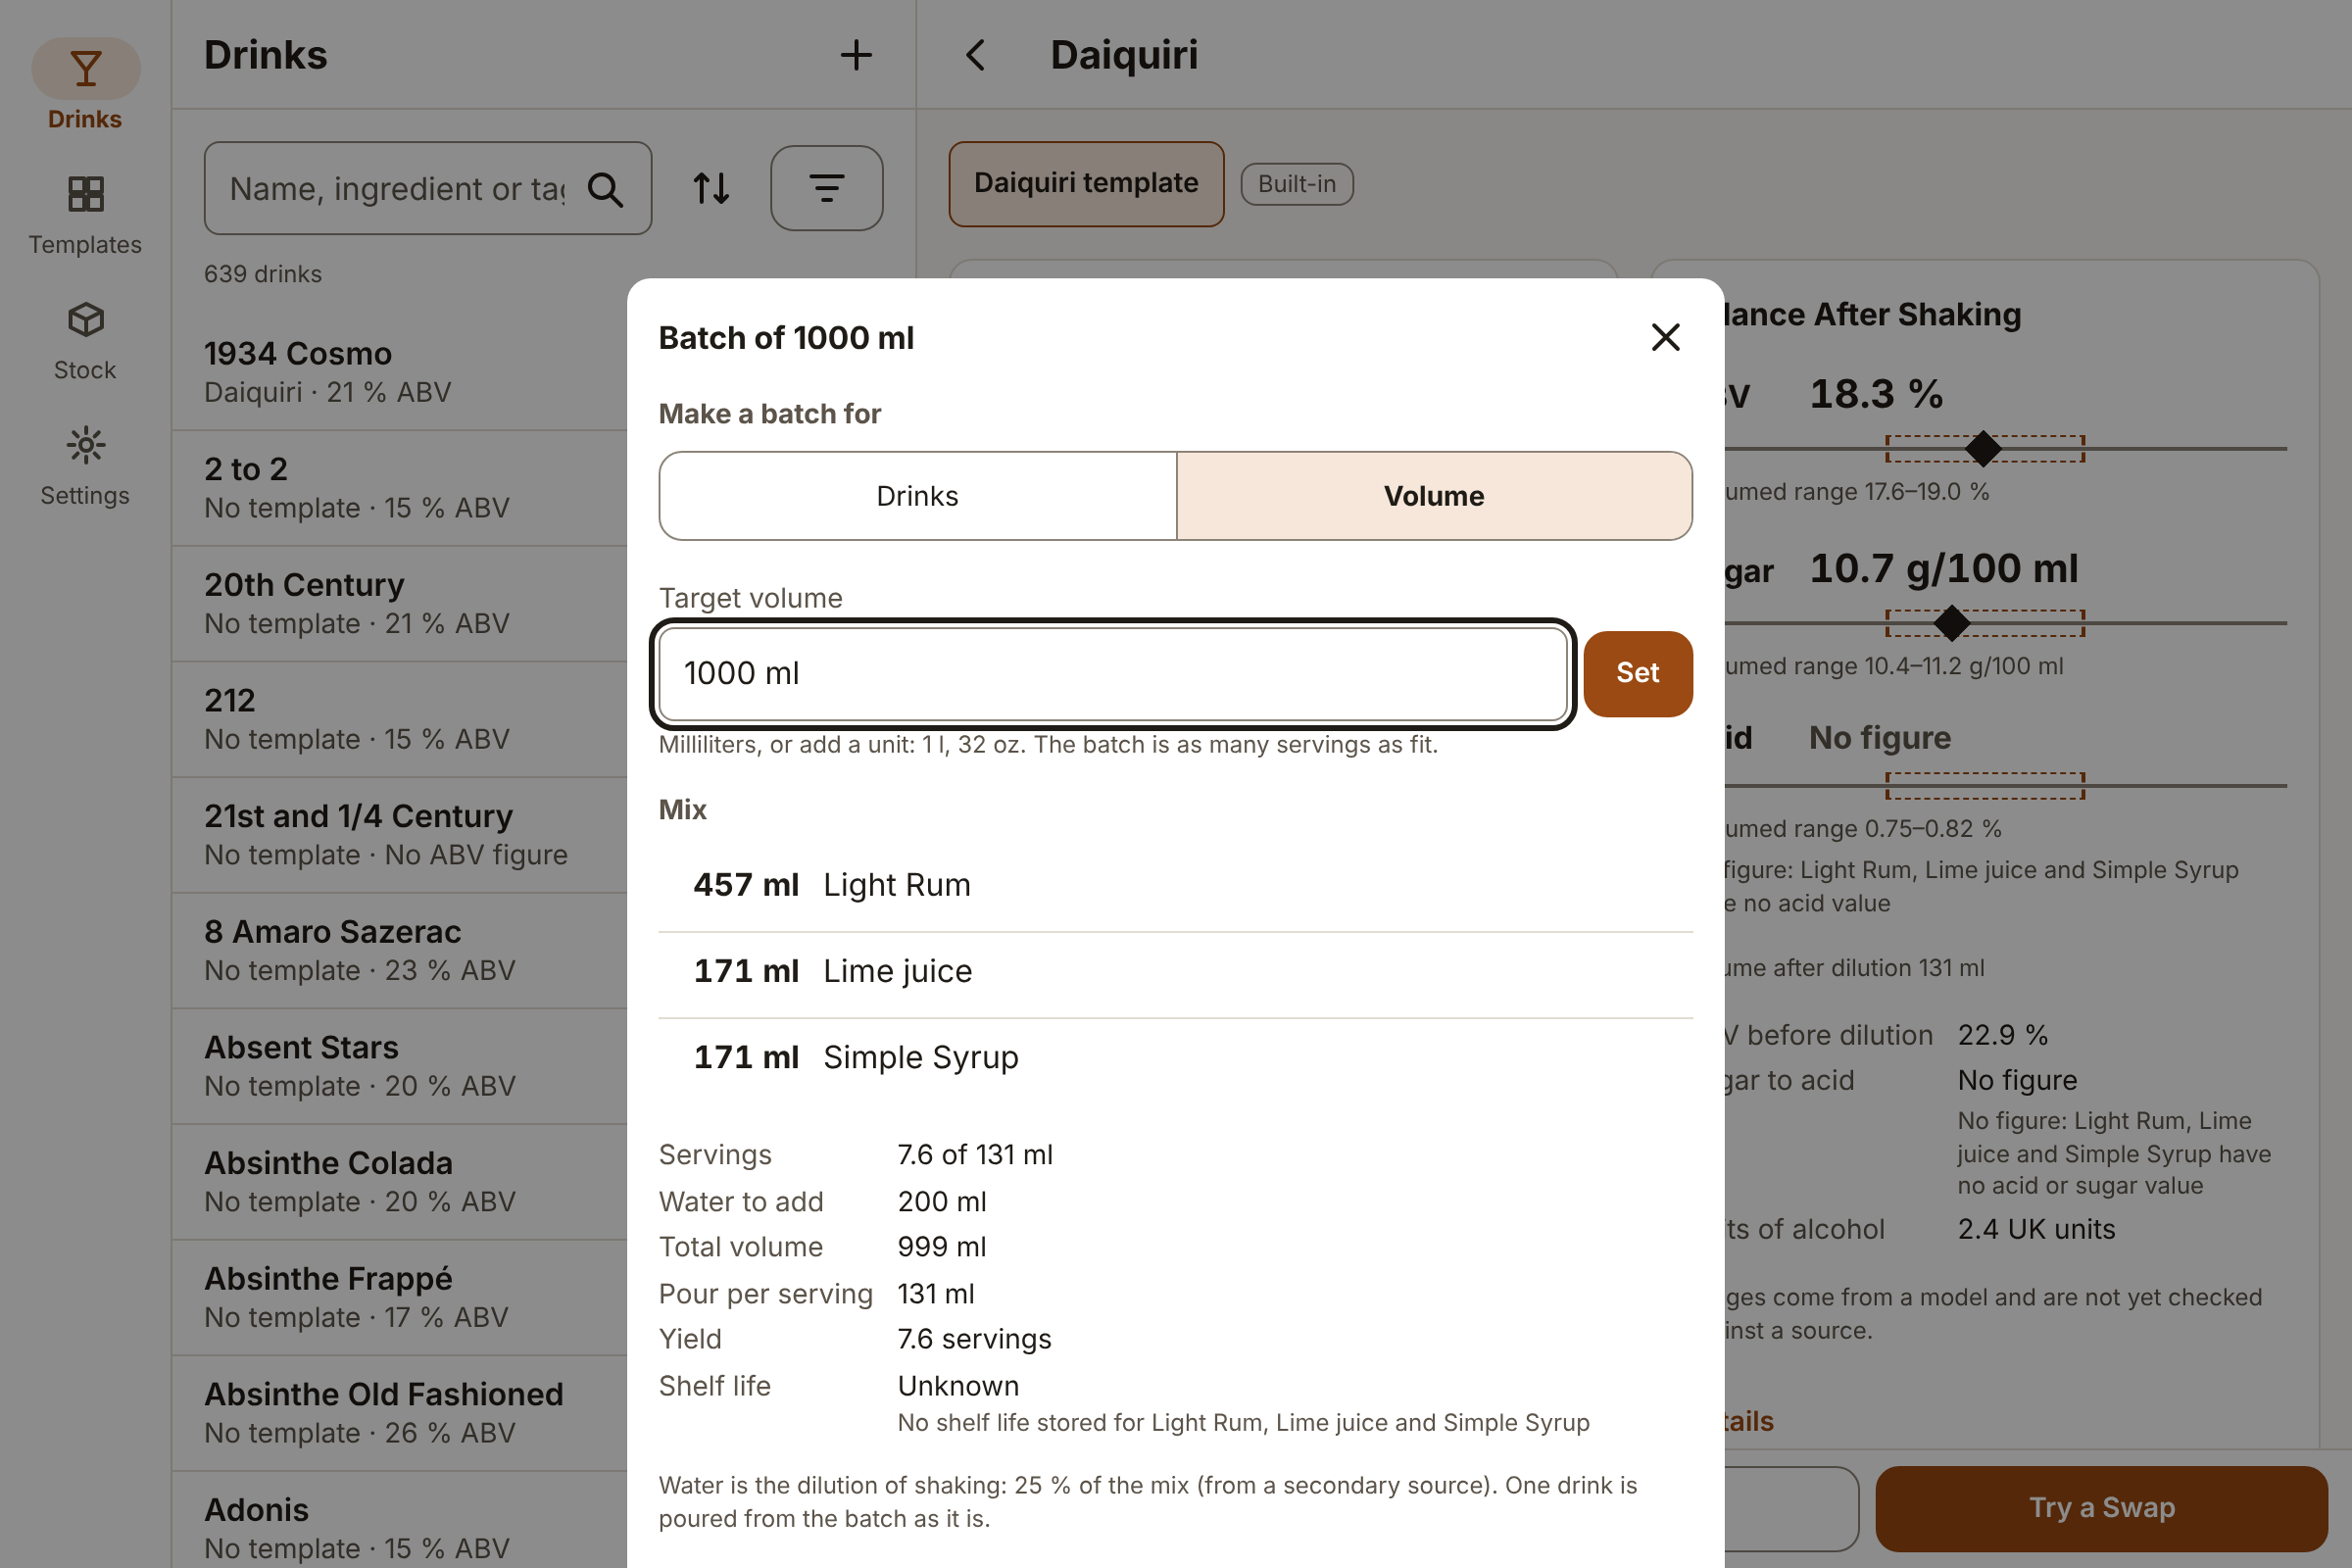 Drinks
Templates
Stock
Settings
Drinks
Name, ingredient or
639 drinks
1934 Cosmo
Daiquiri · 21 % ABV
2 to 2
No template · 15 % ABV
20th Century
No template · 21 % ABV
212
No template · 15 % ABV
21st and 1/4 Century
No template · No ABV figure
8 Amaro Sazerac
No template · 23 % ABV
Absent Stars
No template · 20 % ABV
Absinthe Colada
No template · 20 % ABV
Absinthe Frappé
No template · 17 % ABV
Absinthe Old Fashioned
No template · 26 % ABV
Adonis
No template · 15 % ABV
Daiquiri
Daiquiri template
Built-in
Batch of 1000 ml
Make a batch for
Drinks
Volume
Target volume
1000 ml
Set
Milliliters, or add a unit: 1 l, 32 oz. The batch is as many servings as fit.
Mix
457 ml Light Rum
171 ml Lime juice
171 ml Simple Syrup
Servings 7.6 of 131 ml
Water to add 200 ml
Total volume 999 ml
Pour per serving 131 ml
Yield 7.6 servings
Shelf life Unknown
No shelf life stored for Light Rum, Lime juice and Simple Syrup
Water is the dilution of shaking: 25 % of the mix (from a secondary source). One drink is
poured from the batch as it is.
After Shaking
18.3 %
range 17.6–19.0 %
10.7 g/100 ml
range 10.4–11.2 g/100 ml
No figure
range 0.75–0.82 %
figure: Light Rum, Lime juice and Simple Syrup
no acid value
after dilution 131 ml
before dilution 22.9 %
to acid No figure
No figure: Light Rum, Lime
juice and Simple Syrup have
no acid or sugar value
of alcohol 2.4 UK units
come from a model and are not yet checked
a source.
Try a Swap